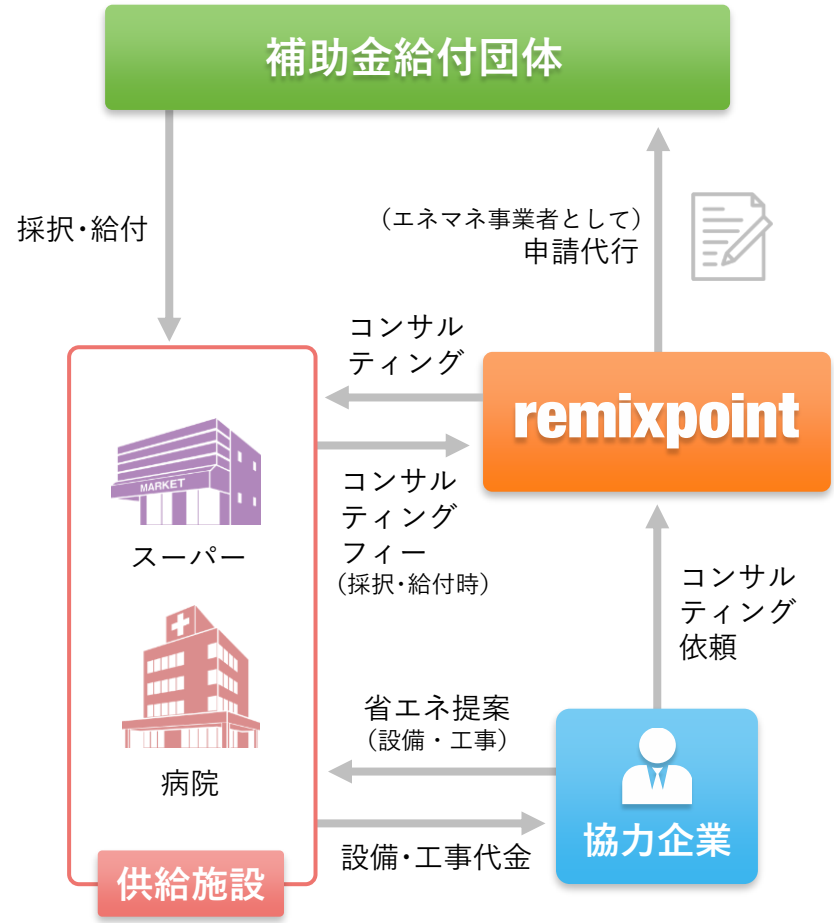 補助金給付団体
採択・給付
(エネマネ事業者として)
申請代行
コンサル
ティング
remixpoint
MARKET
スーパー
コンサル
ティング
フィー
(採択・給付時)
コンサル
ティング
依頼
病院
省エネ提案
(設備・工事)
設備・工事代金
協力企業
供給施設